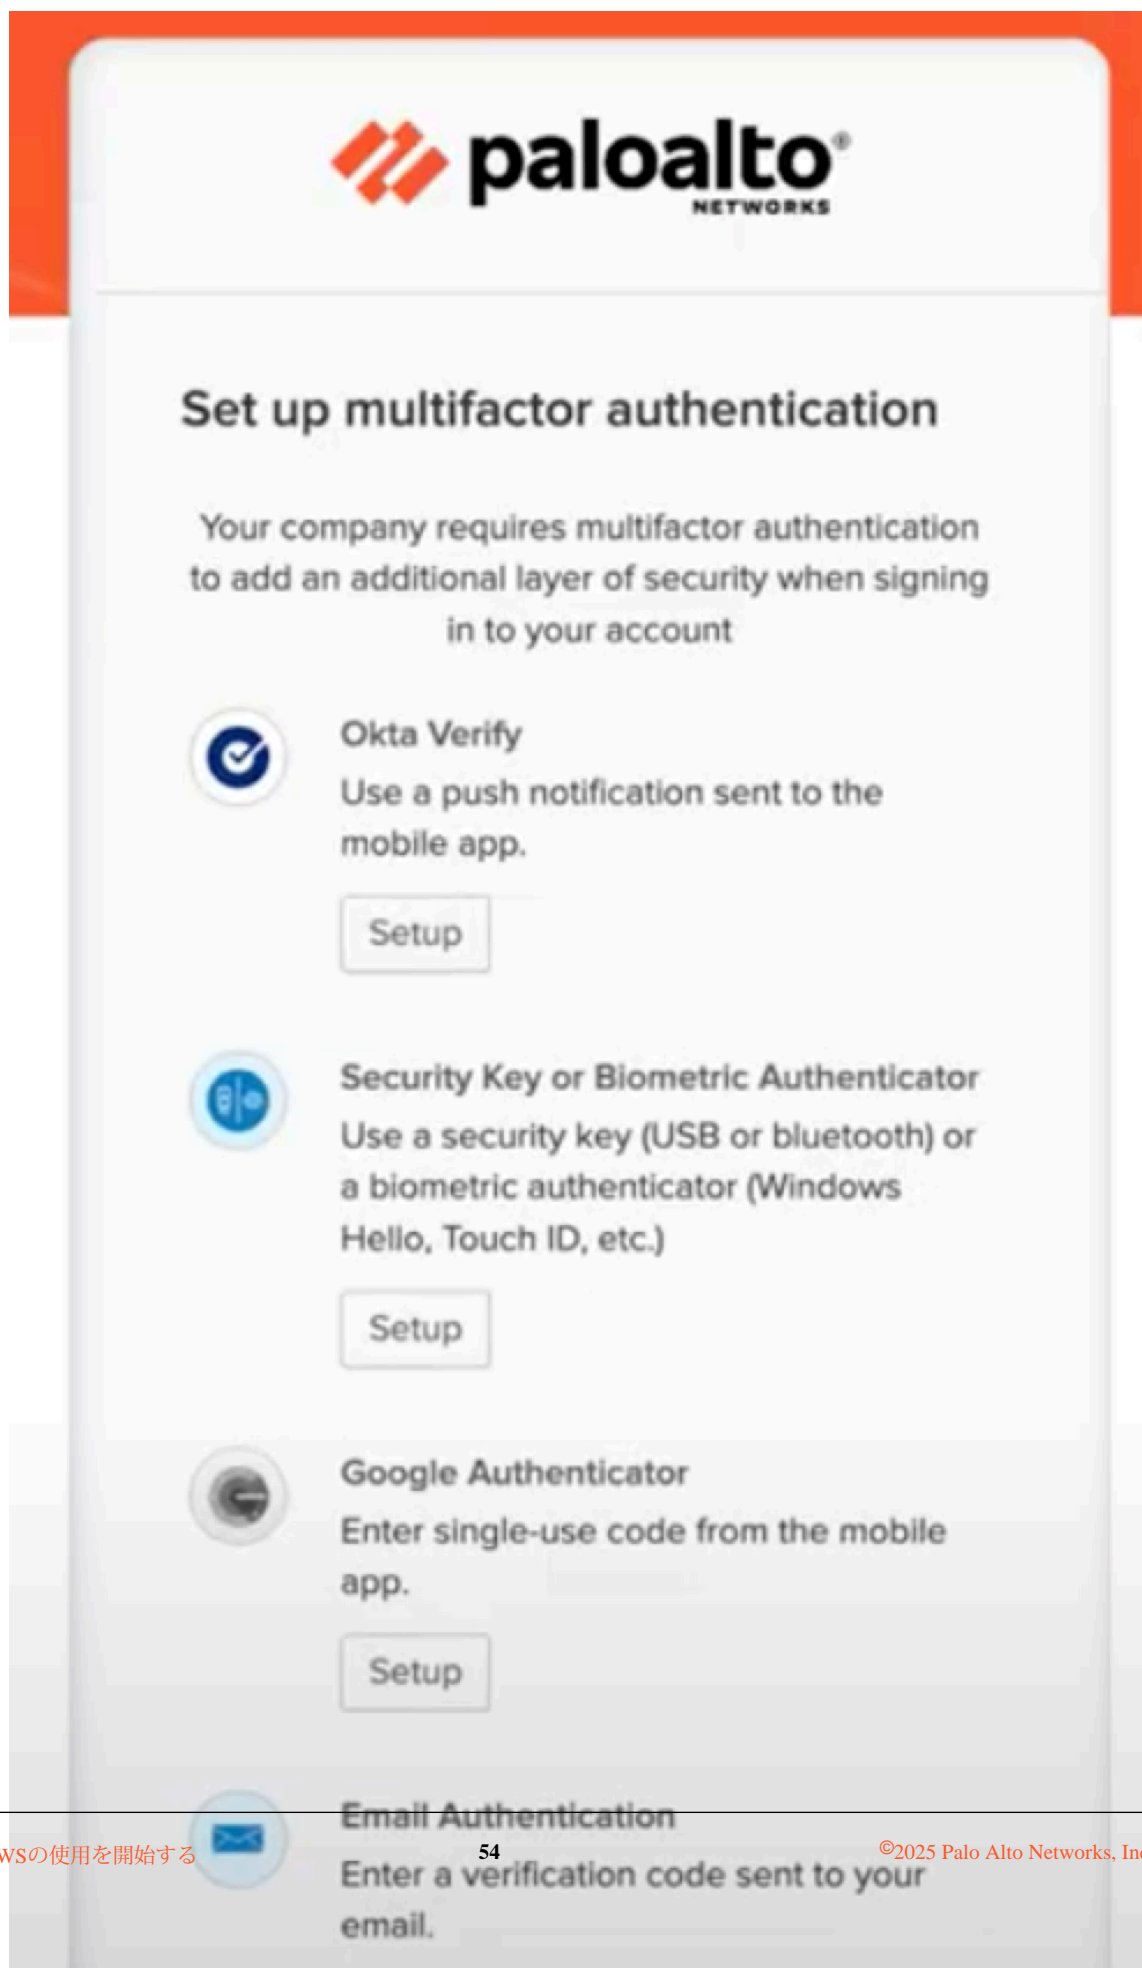 paloalto®
NETWORKS
Set up multifactor authentication
Your company requires multifactor authentication
to add an additional layer of security when signing
in to your account
Okta Verify
Use a push notification sent to the
mobile app.
Setup
Security Key or Biometric Authenticator
Use a security key (USB or bluetooth) or
a biometric authenticator (Windows
Hello, Touch ID, etc.)
Setup
Google Authenticator
Enter single-use code from the mobile
app.
Setup
Email Authentication
WSの使用を開始する 54 ©2025 Palo Alto Networks, Inc
Enter a verification code sent to your
email.